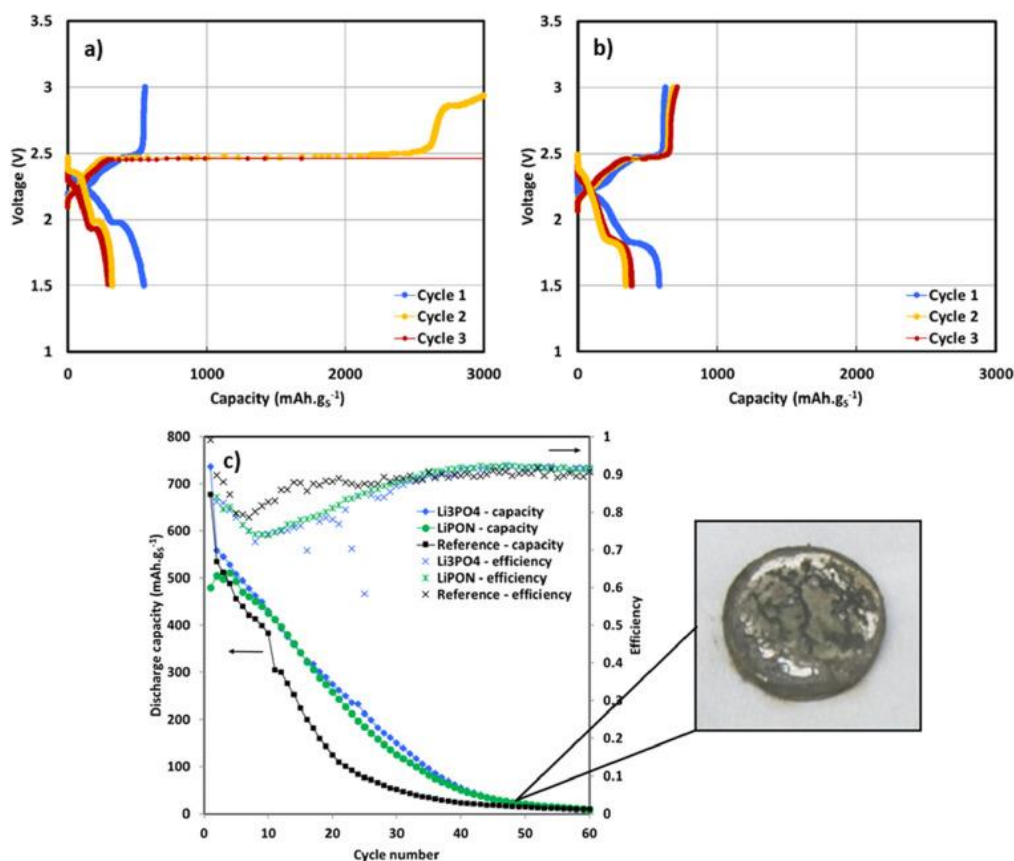 a)
3.5
3
2.5
2
1.5
1
Voltage (V)
0
1000
2000
3000
Capacity (mAh.gS-1)
Cycle 1
Cycle 2
Cycle 3
b)
3.5
3
2.5
2
1.5
1
Voltage (V)
0
1000
2000
3000
Capacity (mAh.gS-1)
Cycle 1
Cycle 2
Cycle 3
c)
800
700
600
500
400
300
200
100
0
Discharge capacity (mAh.gS-1)
0
10
20
30
40
50
60
Cycle number
1
0.9
0.8
0.7
0.6
0.5
0.4
0.3
0.2
0.1
0
Efficiency
Li3PO4 - capacity
LiPON - capacity
Reference - capacity
Li3PO4 - efficiency
LiPON - efficiency
Reference - efficiency